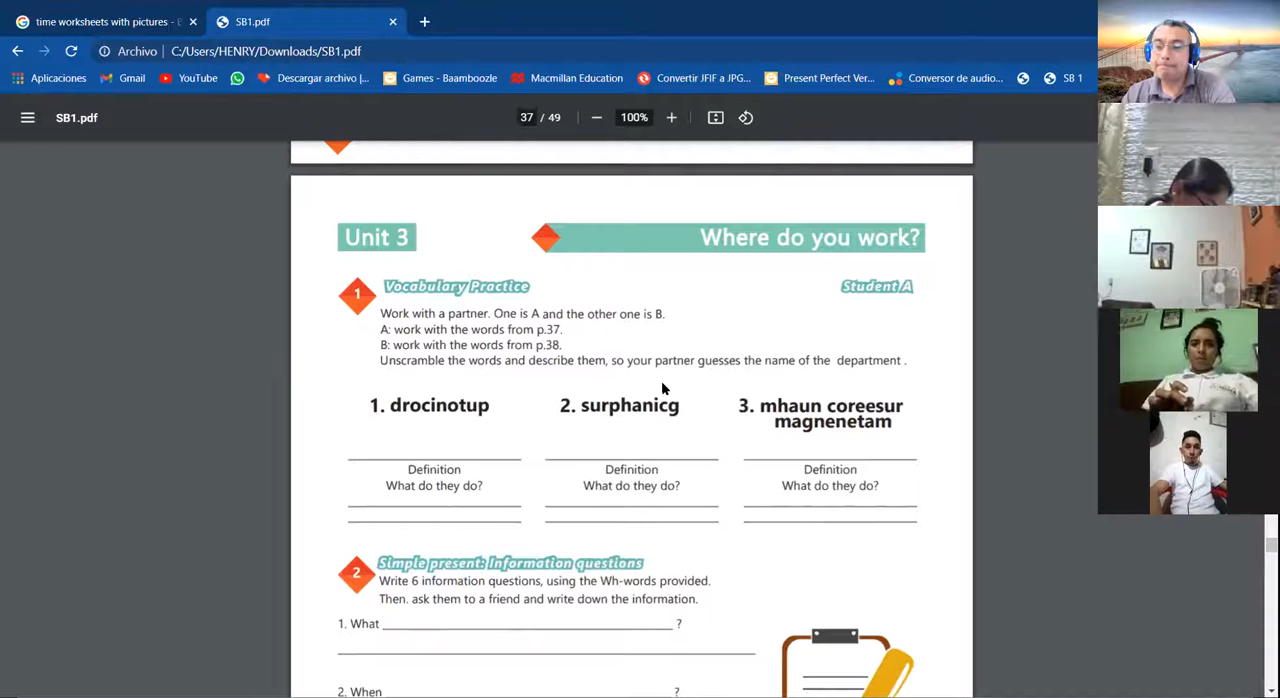 time worksheets with pictures - B
SB1.pdf
Archivo
C:/Users/HENRY/Downloads/SB1.pdf
Aplicaciones
Gmail
YouTube
Descargar archivo |...
Games - Baamboozle
Macmillan Education
Convertir JFIF a JPG...
Present Perfect Ver...
Conversor de audio...
SB 1
SB1.pdf
37 / 49
100%
Unit 3
Where do you work?
1
Vocabulary Practice
Student A
Work with a partner. One is A and the other one is B.
A: work with the words from p.37.
B: work with the words from p.38.
Unscramble the words and describe them, so your partner guesses the name of the department .
1. drocinotup
2. surphanicg
3. mhaun coreesur
magnenetam
Definition
What do they do?
Definition
What do they do?
Definition
What do they do?
2
Simple present: Information questions
Write 6 information questions, using the Wh-words provided.
Then. ask them to a friend and write down the information.
1. What ?
2. When ?